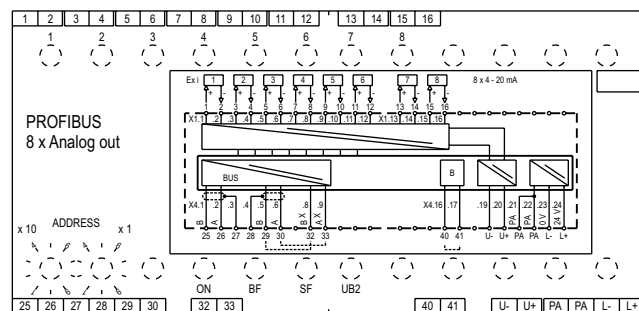 1 2 3 4 5 6 7 8 9 10 11 12 13 14 15 16
1 2 3 4 5 6 7 8
Ex i 1 2 3 4 5 6 7 8 8 x 4 - 20 mA
+ - + - + - + - + - + - + - + -
1 2 3 4 5 6 7 8 9 10 11 12 13 14 15 16
X1.1 .2 .3 .4 .5 .6 .7 .8 .9 .10 .11 .12 X1.13 .14 .15 .16
PROFIBUS
8 x Analog out
BUS B
X4.1 .2 .3 .4 .5 .6 .8 .9 X4.16 .17 .19 .20 .21 .22 .23 .24
B A B A B X A X PA PA 0 V 24 V
25 26 27 28 29 30 32 33 40 41 U- U+ PA PA L- L+
ADDRESS
x 10 x 1
ON BF SF UB2
25 26 27 28 29 30 32 33 40 41 U- U+ PA PA L- L+